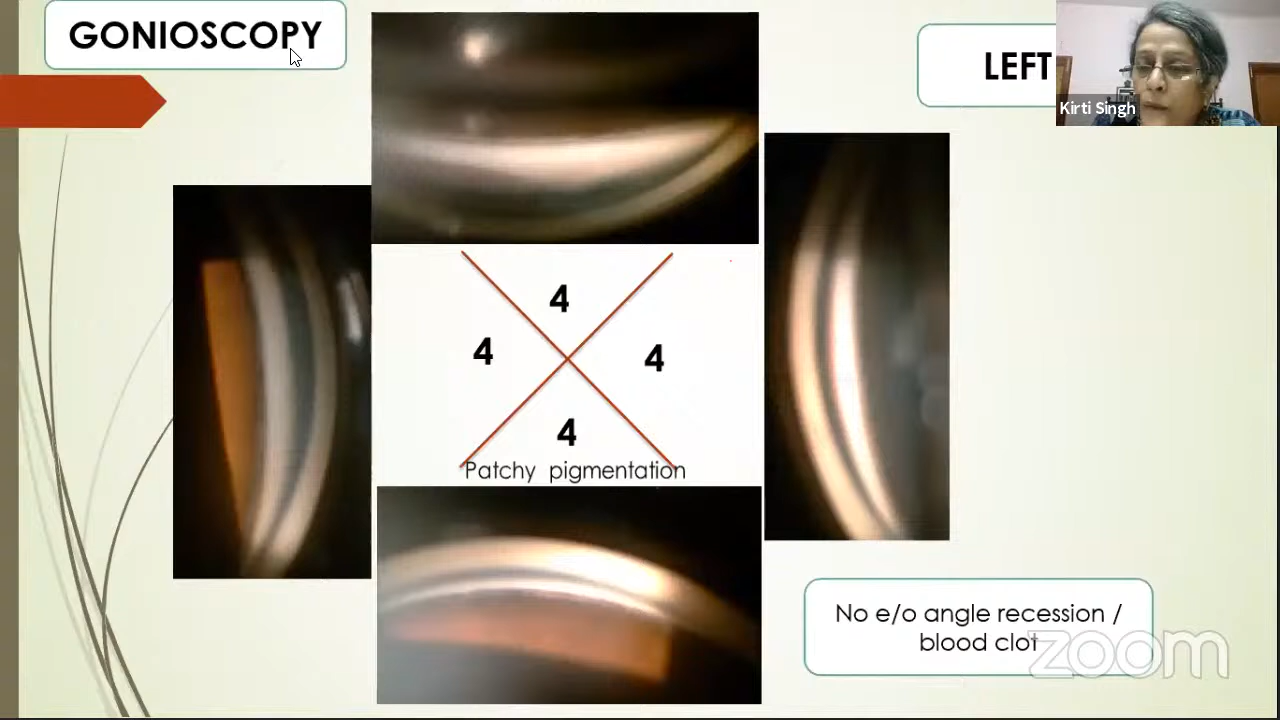 GONIOSCOPY
LEFT
Kirti Singh
4
4
4
4
Patchy pigmentation
No e/o angle recession /
blood clot
zoom